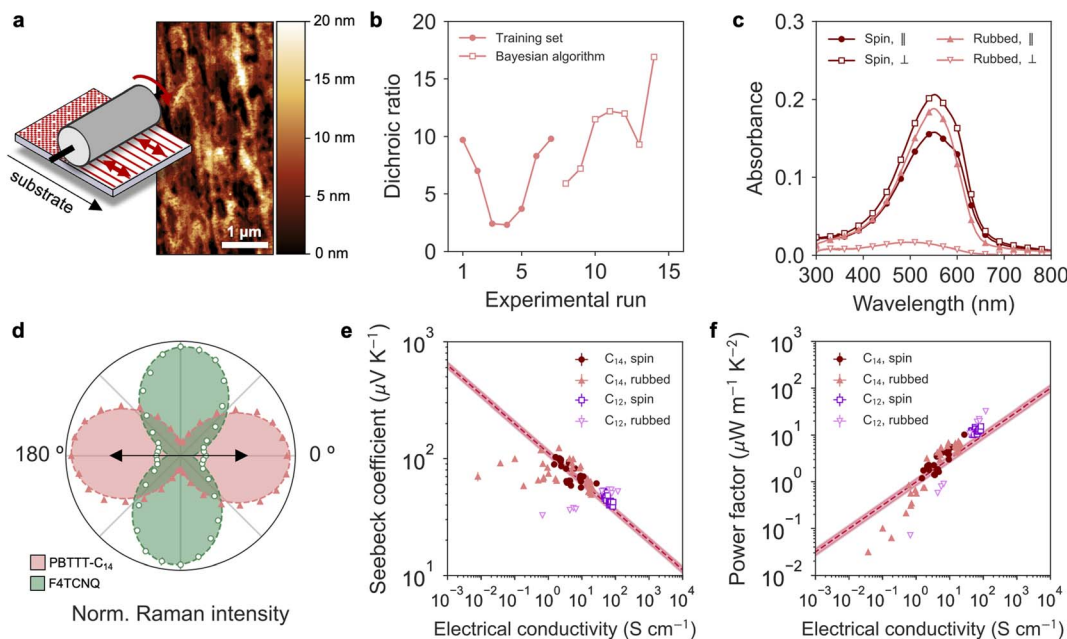 a
20 nm
15 nm
10 nm
5 nm
0 nm
substrate
1 µm
b
Training set
Bayesian algorithm
20
15
10
5
0
Dichroic ratio
1 5 10 15
Experimental run
c
Spin, ∥
Spin, ⊥
Rubbed, ∥
Rubbed, ⊥
0.3
0.2
0.1
0.0
Absorbance
300 400 500 600 700 800
Wavelength (nm)
d
180 º
0 º
PBTTT-C₁₄
F4TCNQ
Norm. Raman intensity
e
C₁₄, spin
C₁₄, rubbed
C₁₂, spin
C₁₂, rubbed
10³
10²
10¹
Seebeck coefficient (µV K⁻¹)
10⁻³ 10⁻² 10⁻¹ 10⁰ 10¹ 10² 10³ 10⁴
Electrical conductivity (S cm⁻¹)
f
C₁₄, spin
C₁₄, rubbed
C₁₂, spin
C₁₂, rubbed
10³
10²
10¹
10⁰
10⁻¹
10⁻²
Power factor (µW m⁻¹ K⁻²)
10⁻³ 10⁻² 10⁻¹ 10⁰ 10¹ 10² 10³ 10⁴
Electrical conductivity (S cm⁻¹)